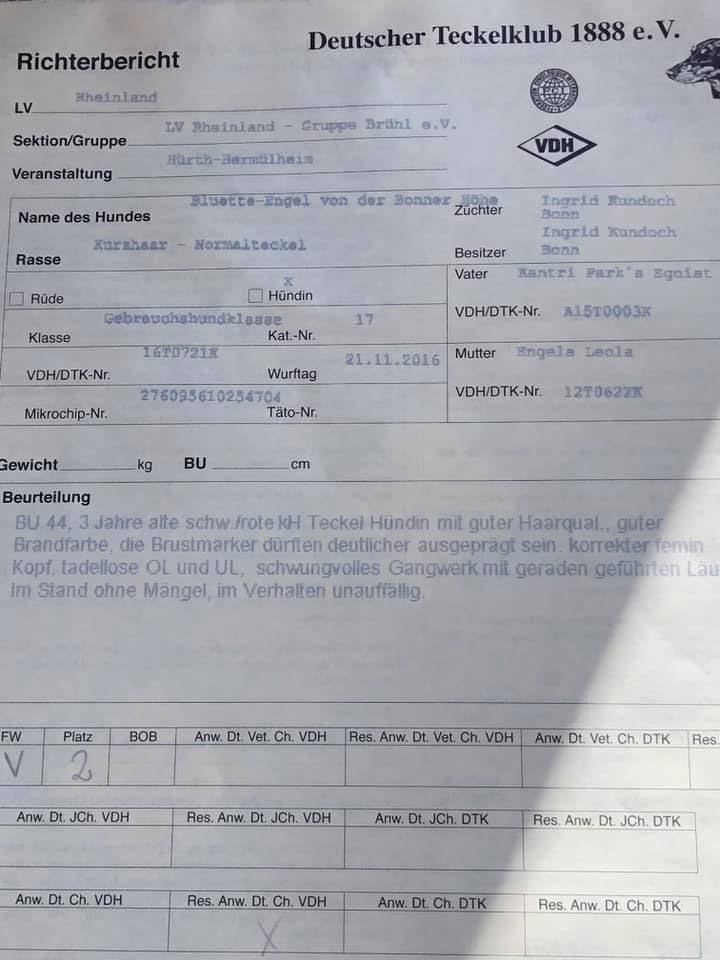 Deutscher Teckelklub 1888 e.V.
Richterbericht
LV Rheinland
FCI
Sektion/Gruppe LV Rheinland - Gruppe Brühl e.V.
VDH
Veranstaltung Hürth-Hermülheim
Name des Hundes Bluette-Engel von der Bonner Höhe
Züchter Ingrid Kundoch
Bonn
Rasse Kurzhaar - Normalteckel
Besitzer Ingrid Kundoch
Bonn
Rüde Hündin X
Vater Kantri Park's Egoist
VDH/DTK-Nr. A15T0003K
Klasse Gebrauchshundklasse Kat.-Nr. 17
VDH/DTK-Nr. 16T0721K Wurftag 21.11.2016
Mutter Engels Leola
VDH/DTK-Nr. 12T0622K
Mikrochip-Nr. 276095610254704 Täto-Nr.
Gewicht kg BU cm
Beurteilung
BU 44, 3 Jahre alte schw./rote kH Teckel Hündin mit guter Haarqual., guter
Brandfarbe, die Brustmarker dürften deutlicher ausgeprägt sein. korrekter femin
Kopf, tadellose OL und UL, schwungvolles Gangwerk mit geraden geführten Läu
Im Stand ohne Mängel, im Verhalten unauffällig.
FW Platz BOB Anw. Dt. Vet. Ch. VDH Res. Anw. Dt. Vet. Ch. VDH Anw. Dt. Vet. Ch. DTK Res.
V 2
Anw. Dt. JCh. VDH Res. Anw. Dt. JCh. VDH Anw. Dt. JCh. DTK Res. Anw. Dt. JCh. DTK
Anw. Dt. Ch. VDH Res. Anw. Dt. Ch. VDH Anw. Dt. Ch. DTK Res. Anw. Dt. Ch. DTK
X